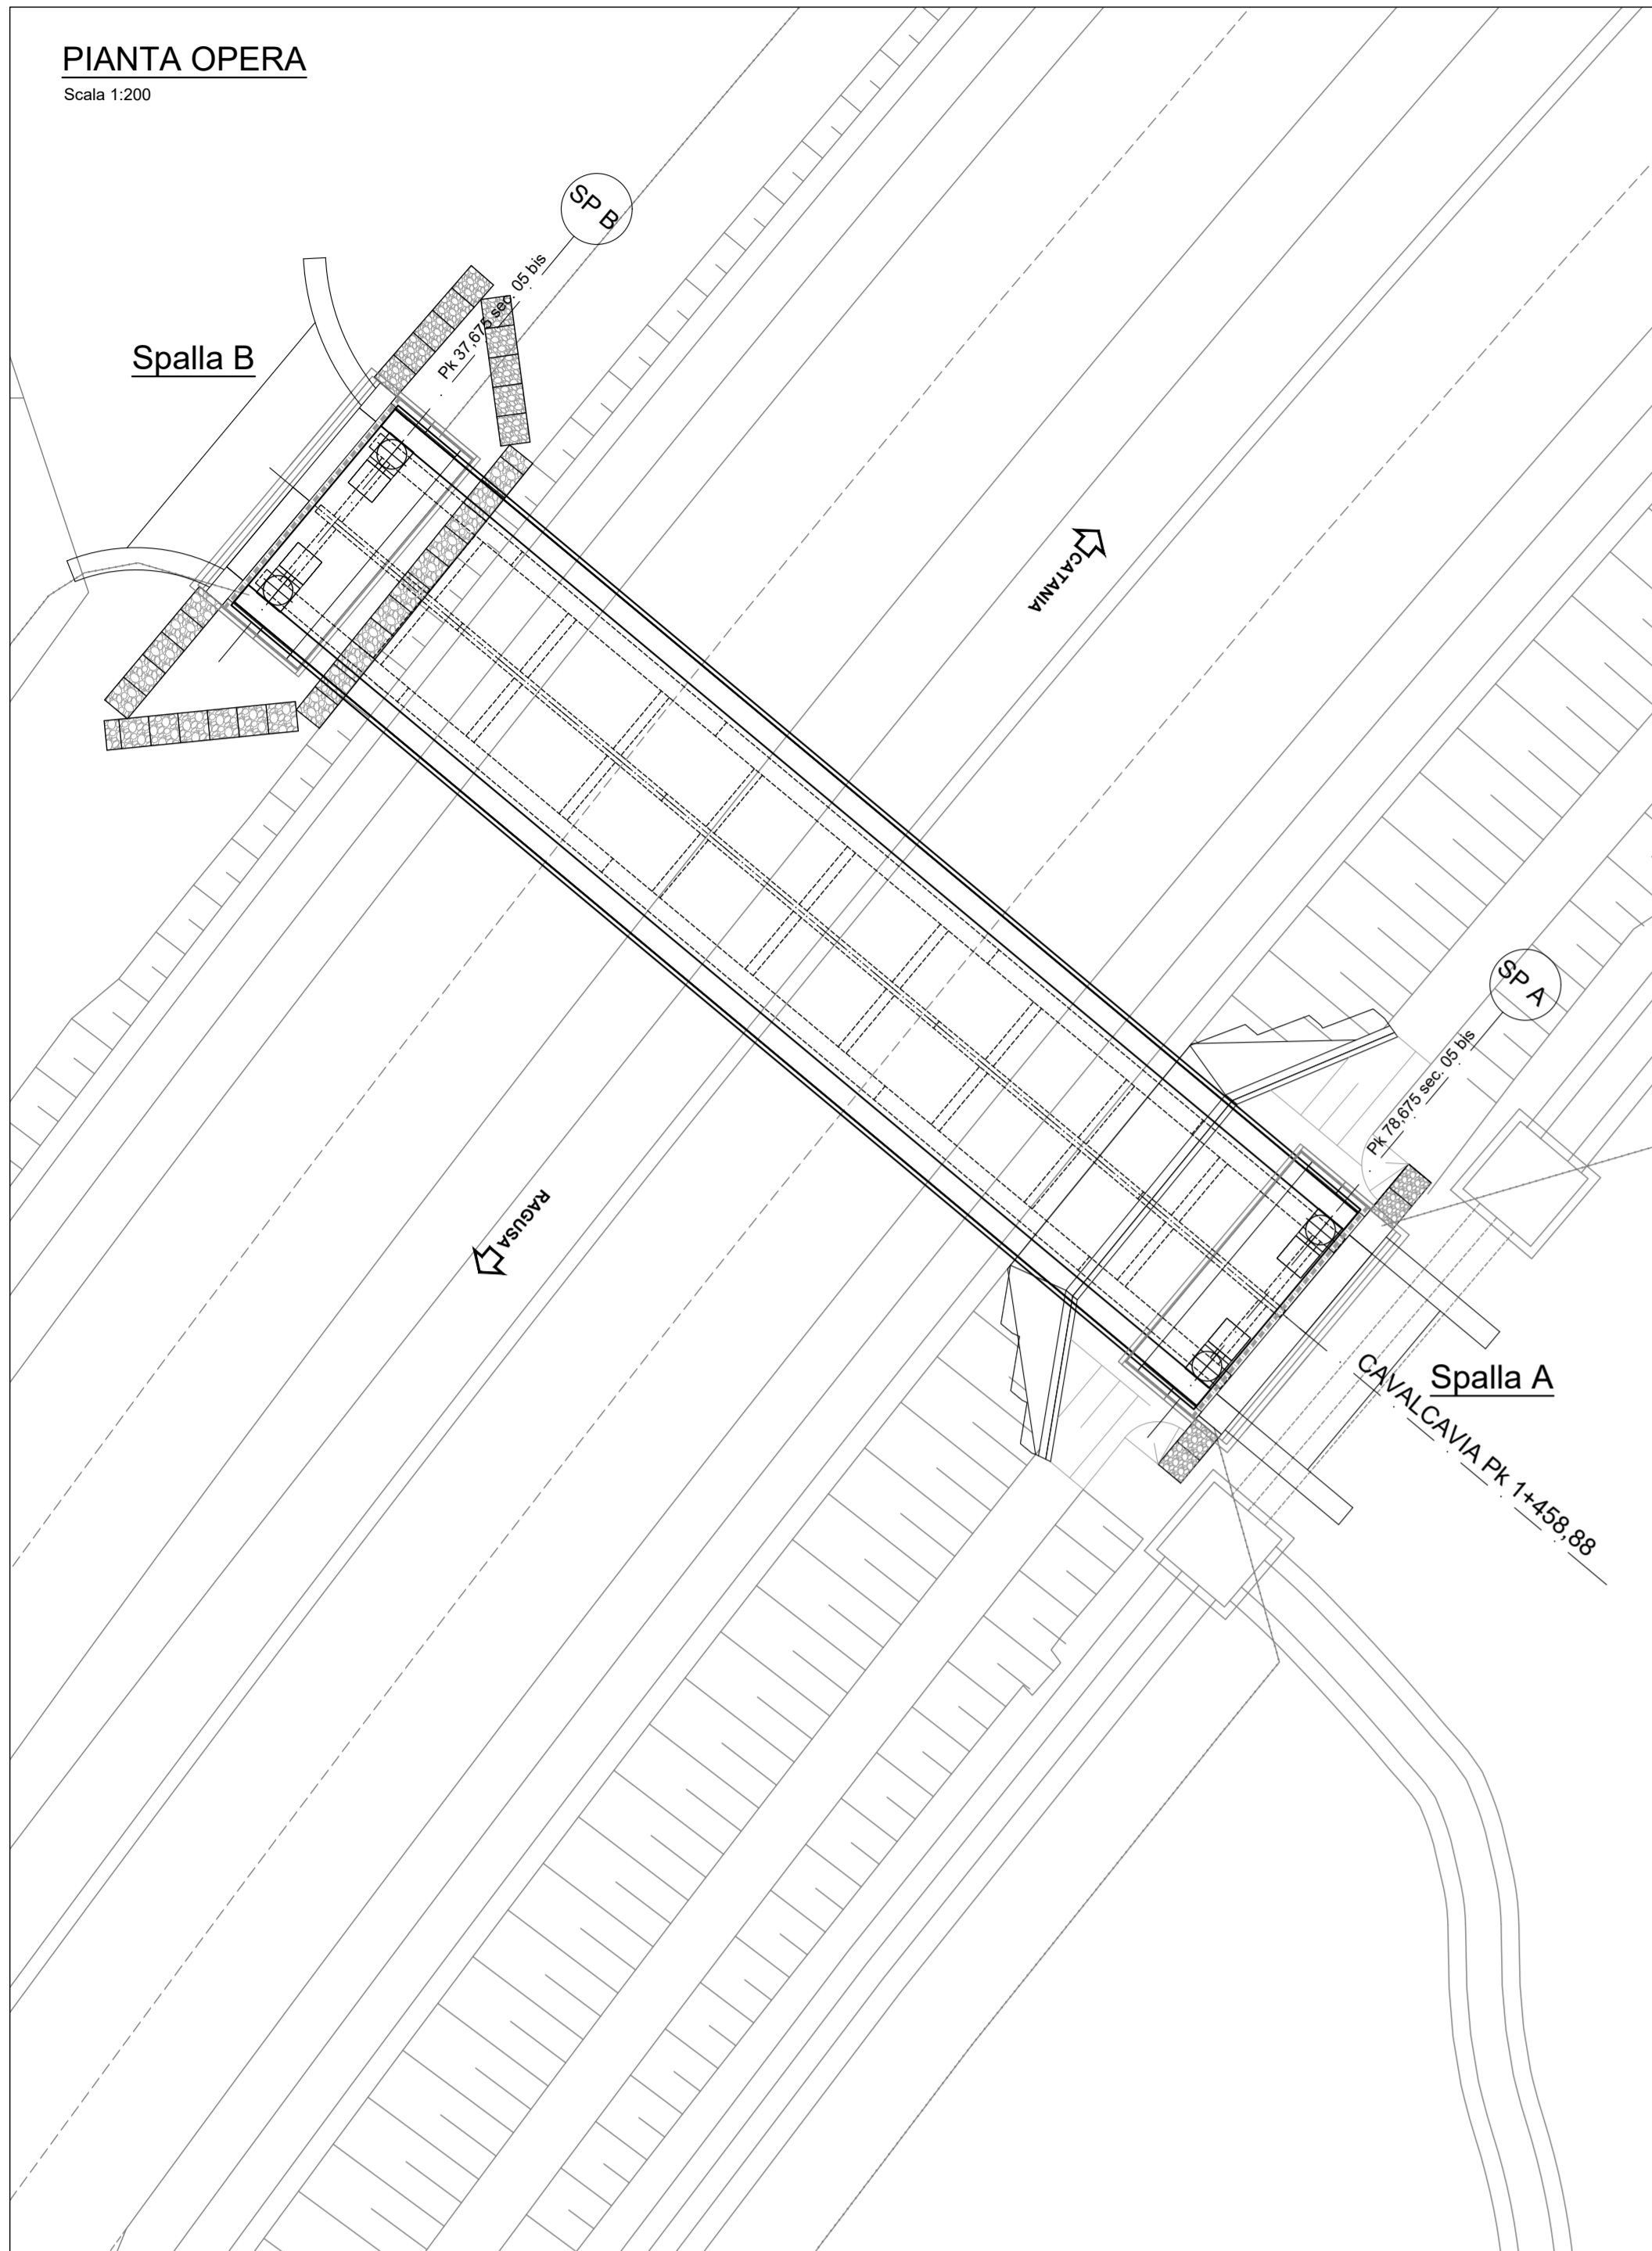 PIANTA OPERA
Scala 1:200
SP B
Pk 37,675 sec. 05 bis
Spalla B
CATANIA
SP A
Pk 78,675 sec. 05 bis
RAGUSA
Spalla A
CAVALCAVIA Pk 1+458,88